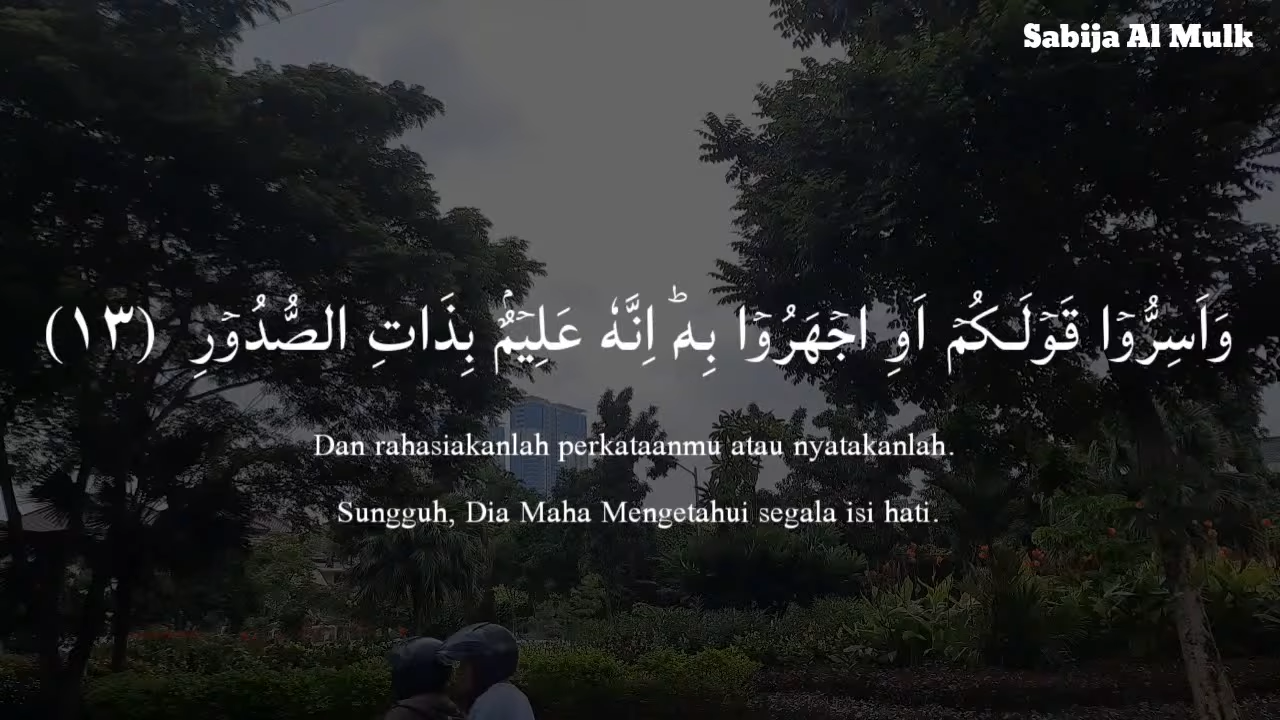 Sabija Al Mulk
وَاَسِرُّوْا قَوْلَـكُمْ اَوِ اجْهَرُوْا بِهٖؕ اِنَّهٗ عَلِيْمٌۢ بِذَاتِ الصُّدُوْرِ (١٣)
Dan rahasiakanlah perkataanmu atau nyatakanlah.
Sungguh, Dia Maha Mengetahui segala isi hati.